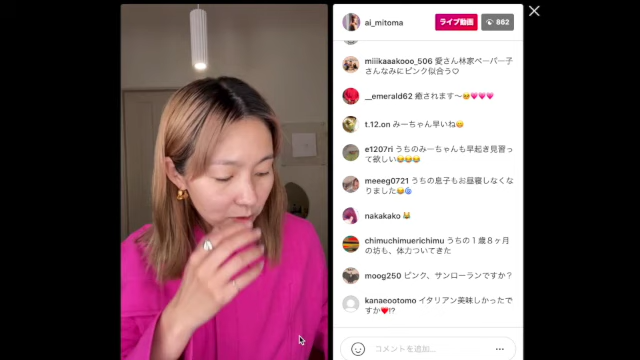 ai_mitoma
ライブ動画
862
miiikaaakooo_506 愛さん林家ペーパー子
さんなみにピンク似合う♡
__emerald62 癒されます〜🥺💗💗💗
t.12.on みーちゃん早いね😄
e1207ri うちのみーちゃんも早起き見習っ
て欲しい😂😂😂
meeeg0721 うちの息子もお昼寝しなくな
りました😂🌀
nakakako 😹
chimuchimuerichimu うちの１歳８ヶ月
の坊も、体力ついてきた
moog250 ピンク、サンローランですか？
kanaeootomo イタリアン美味しかったで
すか❤️⁉️
コメントを追加...